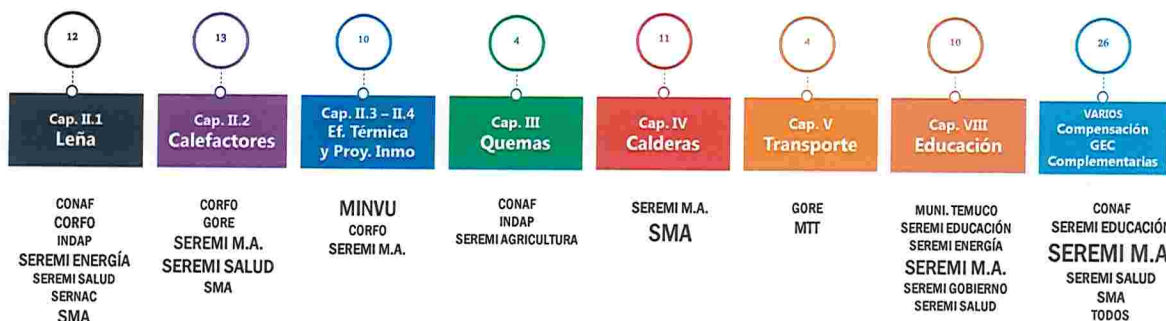 12
Cap. II.1
Leña
CONAF
CORFO
INDAP
SEREMI ENERGÍA
SEREMI SALUD
SERNAC
SMA
13
Cap. II.2
Calefactores
CORFO
GORE
SEREMI M.A.
SEREMI SALUD
SMA
10
Cap. II.3 – II.4
Ef. Térmica
y Proy. Inmo
MINVU
CORFO
SEREMI M.A.
4
Cap. III
Quemas
CONAF
INDAP
SEREMI AGRICULTURA
11
Cap. IV
Calderas
SEREMI M.A.
SMA
4
Cap. V
Transporte
GORE
MTT
10
Cap. VIII
Educación
MUNI. TEMUCO
SEREMI EDUCACIÓN
SEREMI ENERGÍA
SEREMI M.A.
SEREMI GOBIERNO
SEREMI SALUD
26
VARIOS
Compensación
GEC
Complementarias
CONAF
SEREMI EDUCACIÓN
SEREMI M.A
SEREMI SALUD
SMA
TODOS